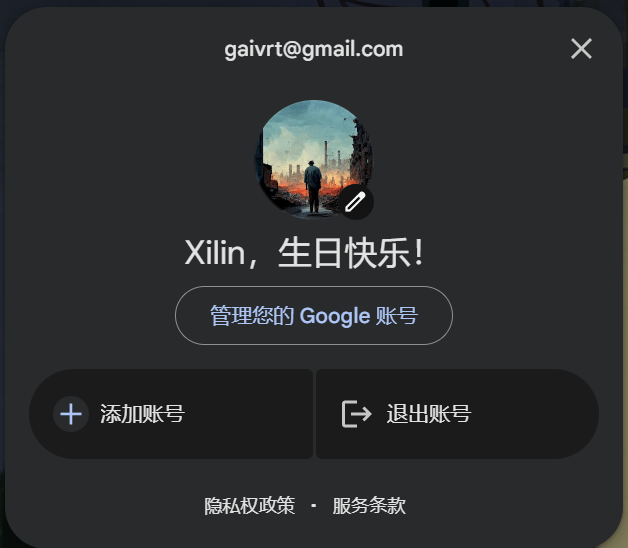 gaivrt@gmail.com
Xilin，生日快乐！
管理您的 Google 账号
添加账号
退出账号
隐私权政策 · 服务条款